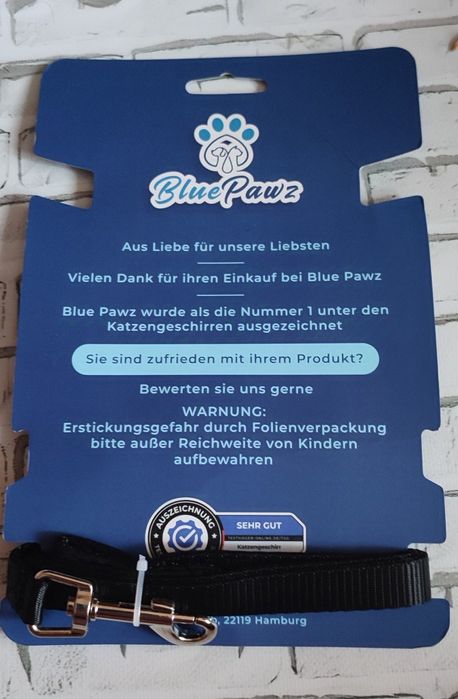 BluePawz
Aus Liebe für unsere Liebsten
Vielen Dank für ihren Einkauf bei Blue Pawz
Blue Pawz wurde als die Nummer 1 unter den
Katzengeschirren ausgezeichnet
Sie sind zufrieden mit ihrem Produkt?
Bewerten sie uns gerne
WARNUNG:
Erstickungsgefahr durch Folienverpackung
bitte außer Reichweite von Kindern
aufbewahren
AUSZEICHNUNG
SEHR GUT
Katzengeschirr
22119 Hamburg